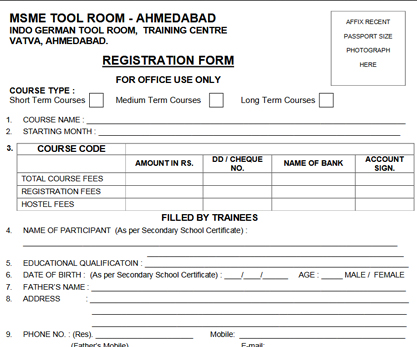 MSME TOOL ROOM - AHMEDABAD
INDO GERMAN TOOL ROOM, TRAINING CENTRE
VATVA, AHMEDABAD.
AFFIX RECENT
PASSPORT SIZE
PHOTOGRAPH
HERE
REGISTRATION FORM
FOR OFFICE USE ONLY
COURSE TYPE :
Short Term Courses Medium Term Courses Long Term Courses
1. COURSE NAME :
2. STARTING MONTH :
3. COURSE CODE
AMOUNT IN RS. DD / CHEQUE NO. NAME OF BANK ACCOUNT SIGN.
TOTAL COURSE FEES
REGISTRATION FEES
HOSTEL FEES
FILLED BY TRAINEES
4. NAME OF PARTICIPANT (As per Secondary School Certificate) :
5. EDUCATIONAL QUALIFICATOIN :
6. DATE OF BIRTH : (As per Secondary School Certificate) : ____/____/____ AGE : ____ MALE / FEMALE
7. FATHER'S NAME :
8. ADDRESS :
9. PHONE NO. : (Res). Mobile:
(Father's Mobile) E-mail: